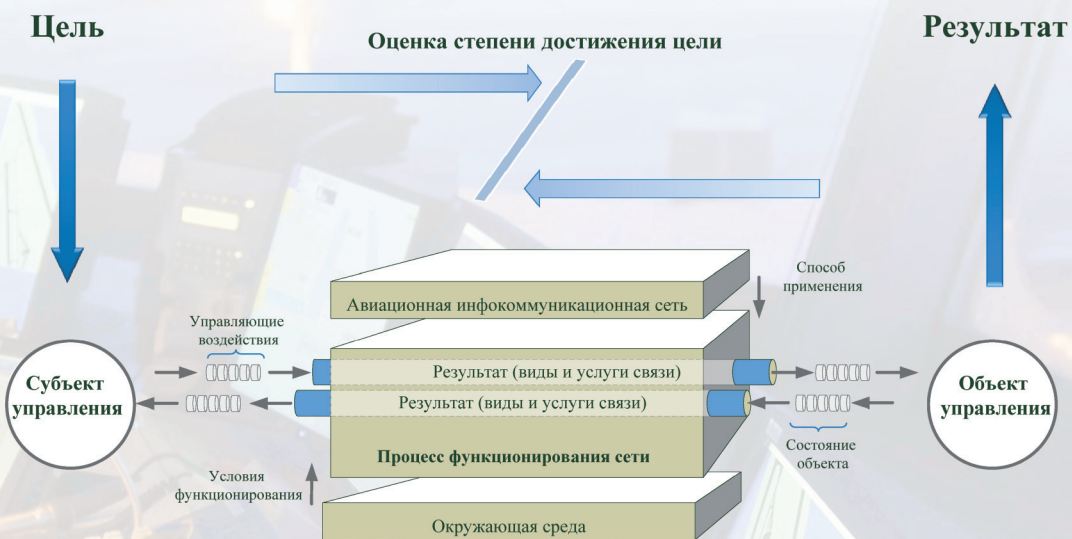 Цель
Результат
Оценка степени достижения цели
Способ
применения
Авиационная инфокоммуникационная сеть
Управляющие
воздействия
Субъект
управления
Результат (виды и услуги связи)
Результат (виды и услуги связи)
Объект
управления
Процесс функционирования сети
Состояние
объекта
Условия
функционирования
Окружающая среда